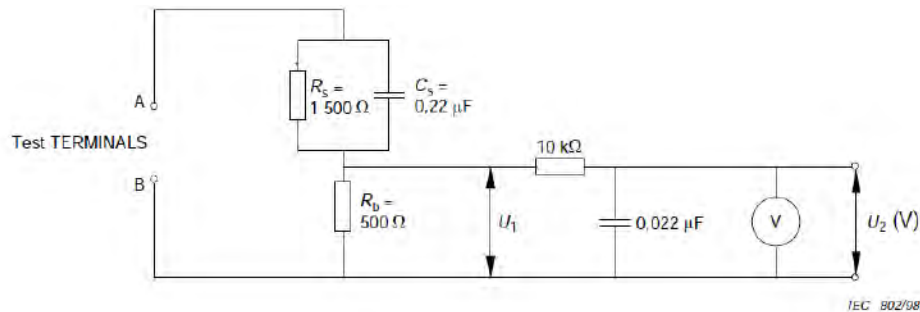 A
Test TERMINALS
B
Rs =
1 500 Ω
Cs =
0,22 µF
10 kΩ
Rb =
500 Ω
U1
0,022 µF
V
U2 (V)
IEC 802/98